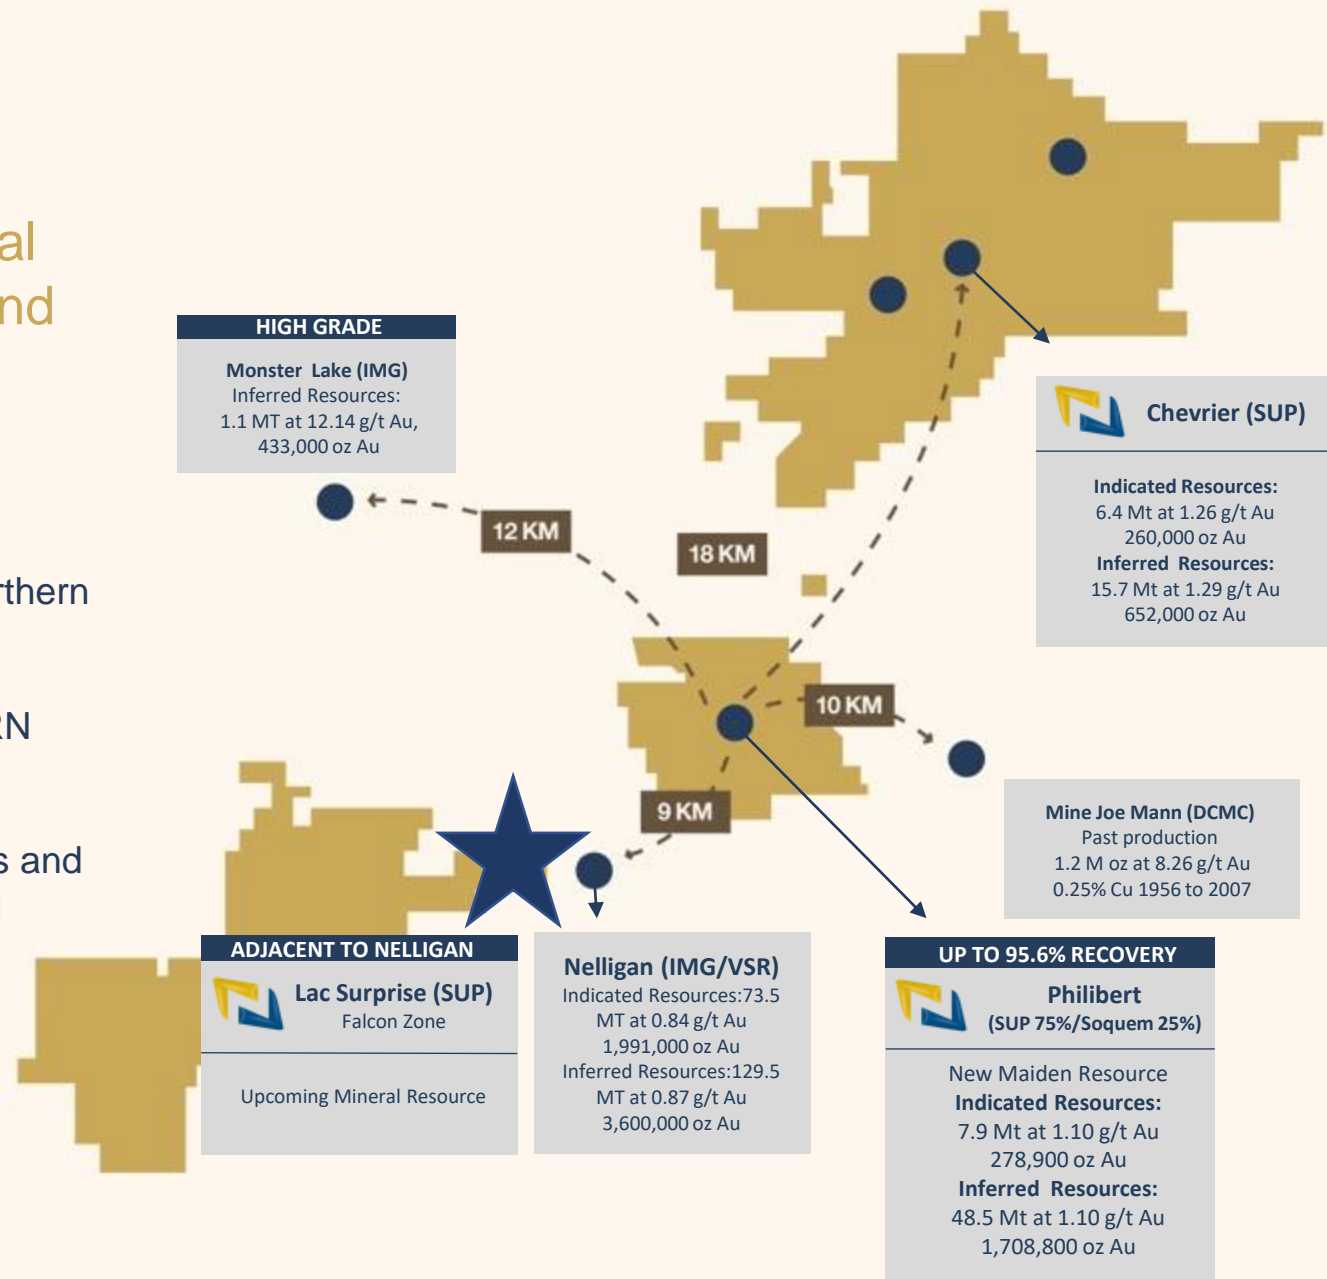 al
nd
rthern
RN
s and
HIGH GRADE
Monster Lake (IMG)
Inferred Resources:
1.1 MT at 12.14 g/t Au,
433,000 oz Au
12 KM
18 KM
10 KM
9 KM
Chevrier (SUP)
Indicated Resources:
6.4 Mt at 1.26 g/t Au
260,000 oz Au
Inferred Resources:
15.7 Mt at 1.29 g/t Au
652,000 oz Au
Mine Joe Mann (DCMC)
Past production
1.2 M oz at 8.26 g/t Au
0.25% Cu 1956 to 2007
ADJACENT TO NELLIGAN
Lac Surprise (SUP)
Falcon Zone
Upcoming Mineral Resource
Nelligan (IMG/VSR)
Indicated Resources:73.5
MT at 0.84 g/t Au
1,991,000 oz Au
Inferred Resources:129.5
MT at 0.87 g/t Au
3,600,000 oz Au
UP TO 95.6% RECOVERY
Philibert
(SUP 75%/Soquem 25%)
New Maiden Resource
Indicated Resources:
7.9 Mt at 1.10 g/t Au
278,900 oz Au
Inferred Resources:
48.5 Mt at 1.10 g/t Au
1,708,800 oz Au